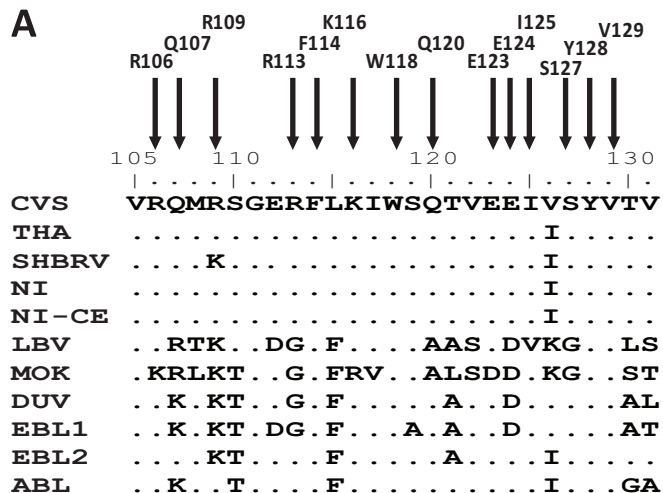 A
R106 Q107 R109 R113 F114 K116 W118 Q120 E123 E124 I125 S127 Y128 V129
105 110 120 130
|....|.........|.........|.
CVS VRQMRSGERFLKIWSQTVEEIVSYVTV
THA .....................I.....
SHBRV ....K................I.....
NI .....................I.....
NI-CE .....................I.....
LBV ..RTK..DG.F....AAS.DVKG..LS
MOK .KRLKT..G.FRV..ALSDD.KG..ST
DUV ..K.KT..G.F.....A..D.....AL
EBL1 ..K.KT.DG.F...A.A..D.....AT
EBL2 ....KT....F.....A....I.....
ABL ..K..T....F..........I...GA